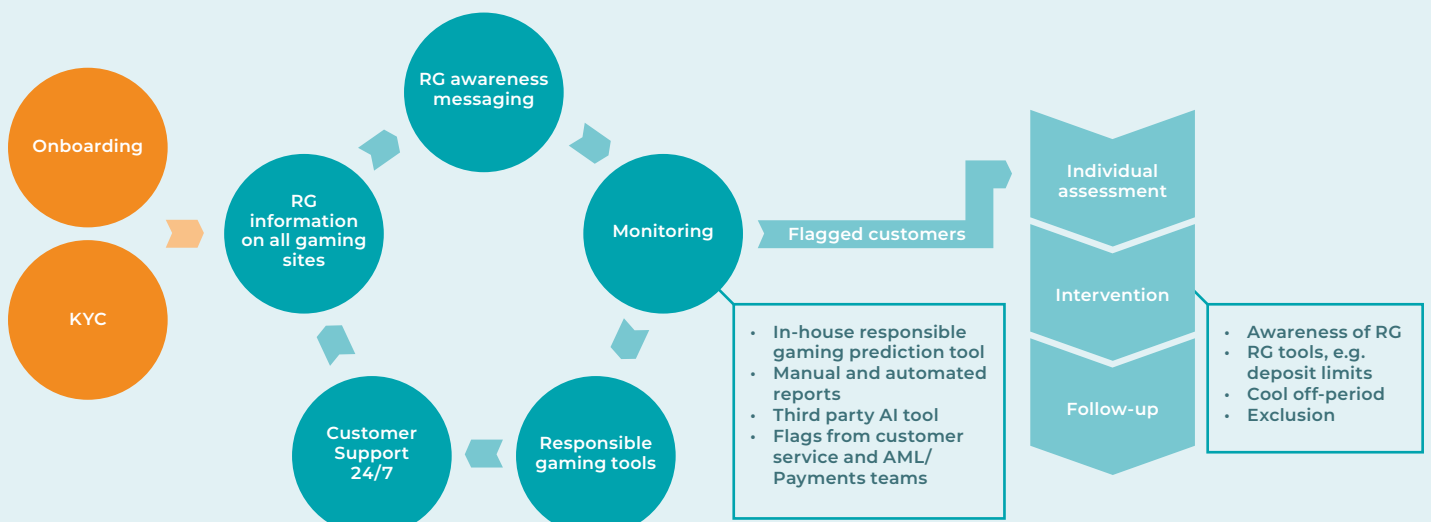 Onboarding
KYC
RG
information
on all gaming
sites
RG awareness
messaging
Monitoring
Responsible
gaming tools
Customer
Support
24/7
Flagged customers
• In-house responsible
gaming prediction tool
• Manual and automated
reports
• Third party AI tool
• Flags from customer
service and AML/
Payments teams
Individual
assessment
Intervention
Follow-up
• Awareness of RG
• RG tools, e.g.
deposit limits
• Cool off-period
• Exclusion